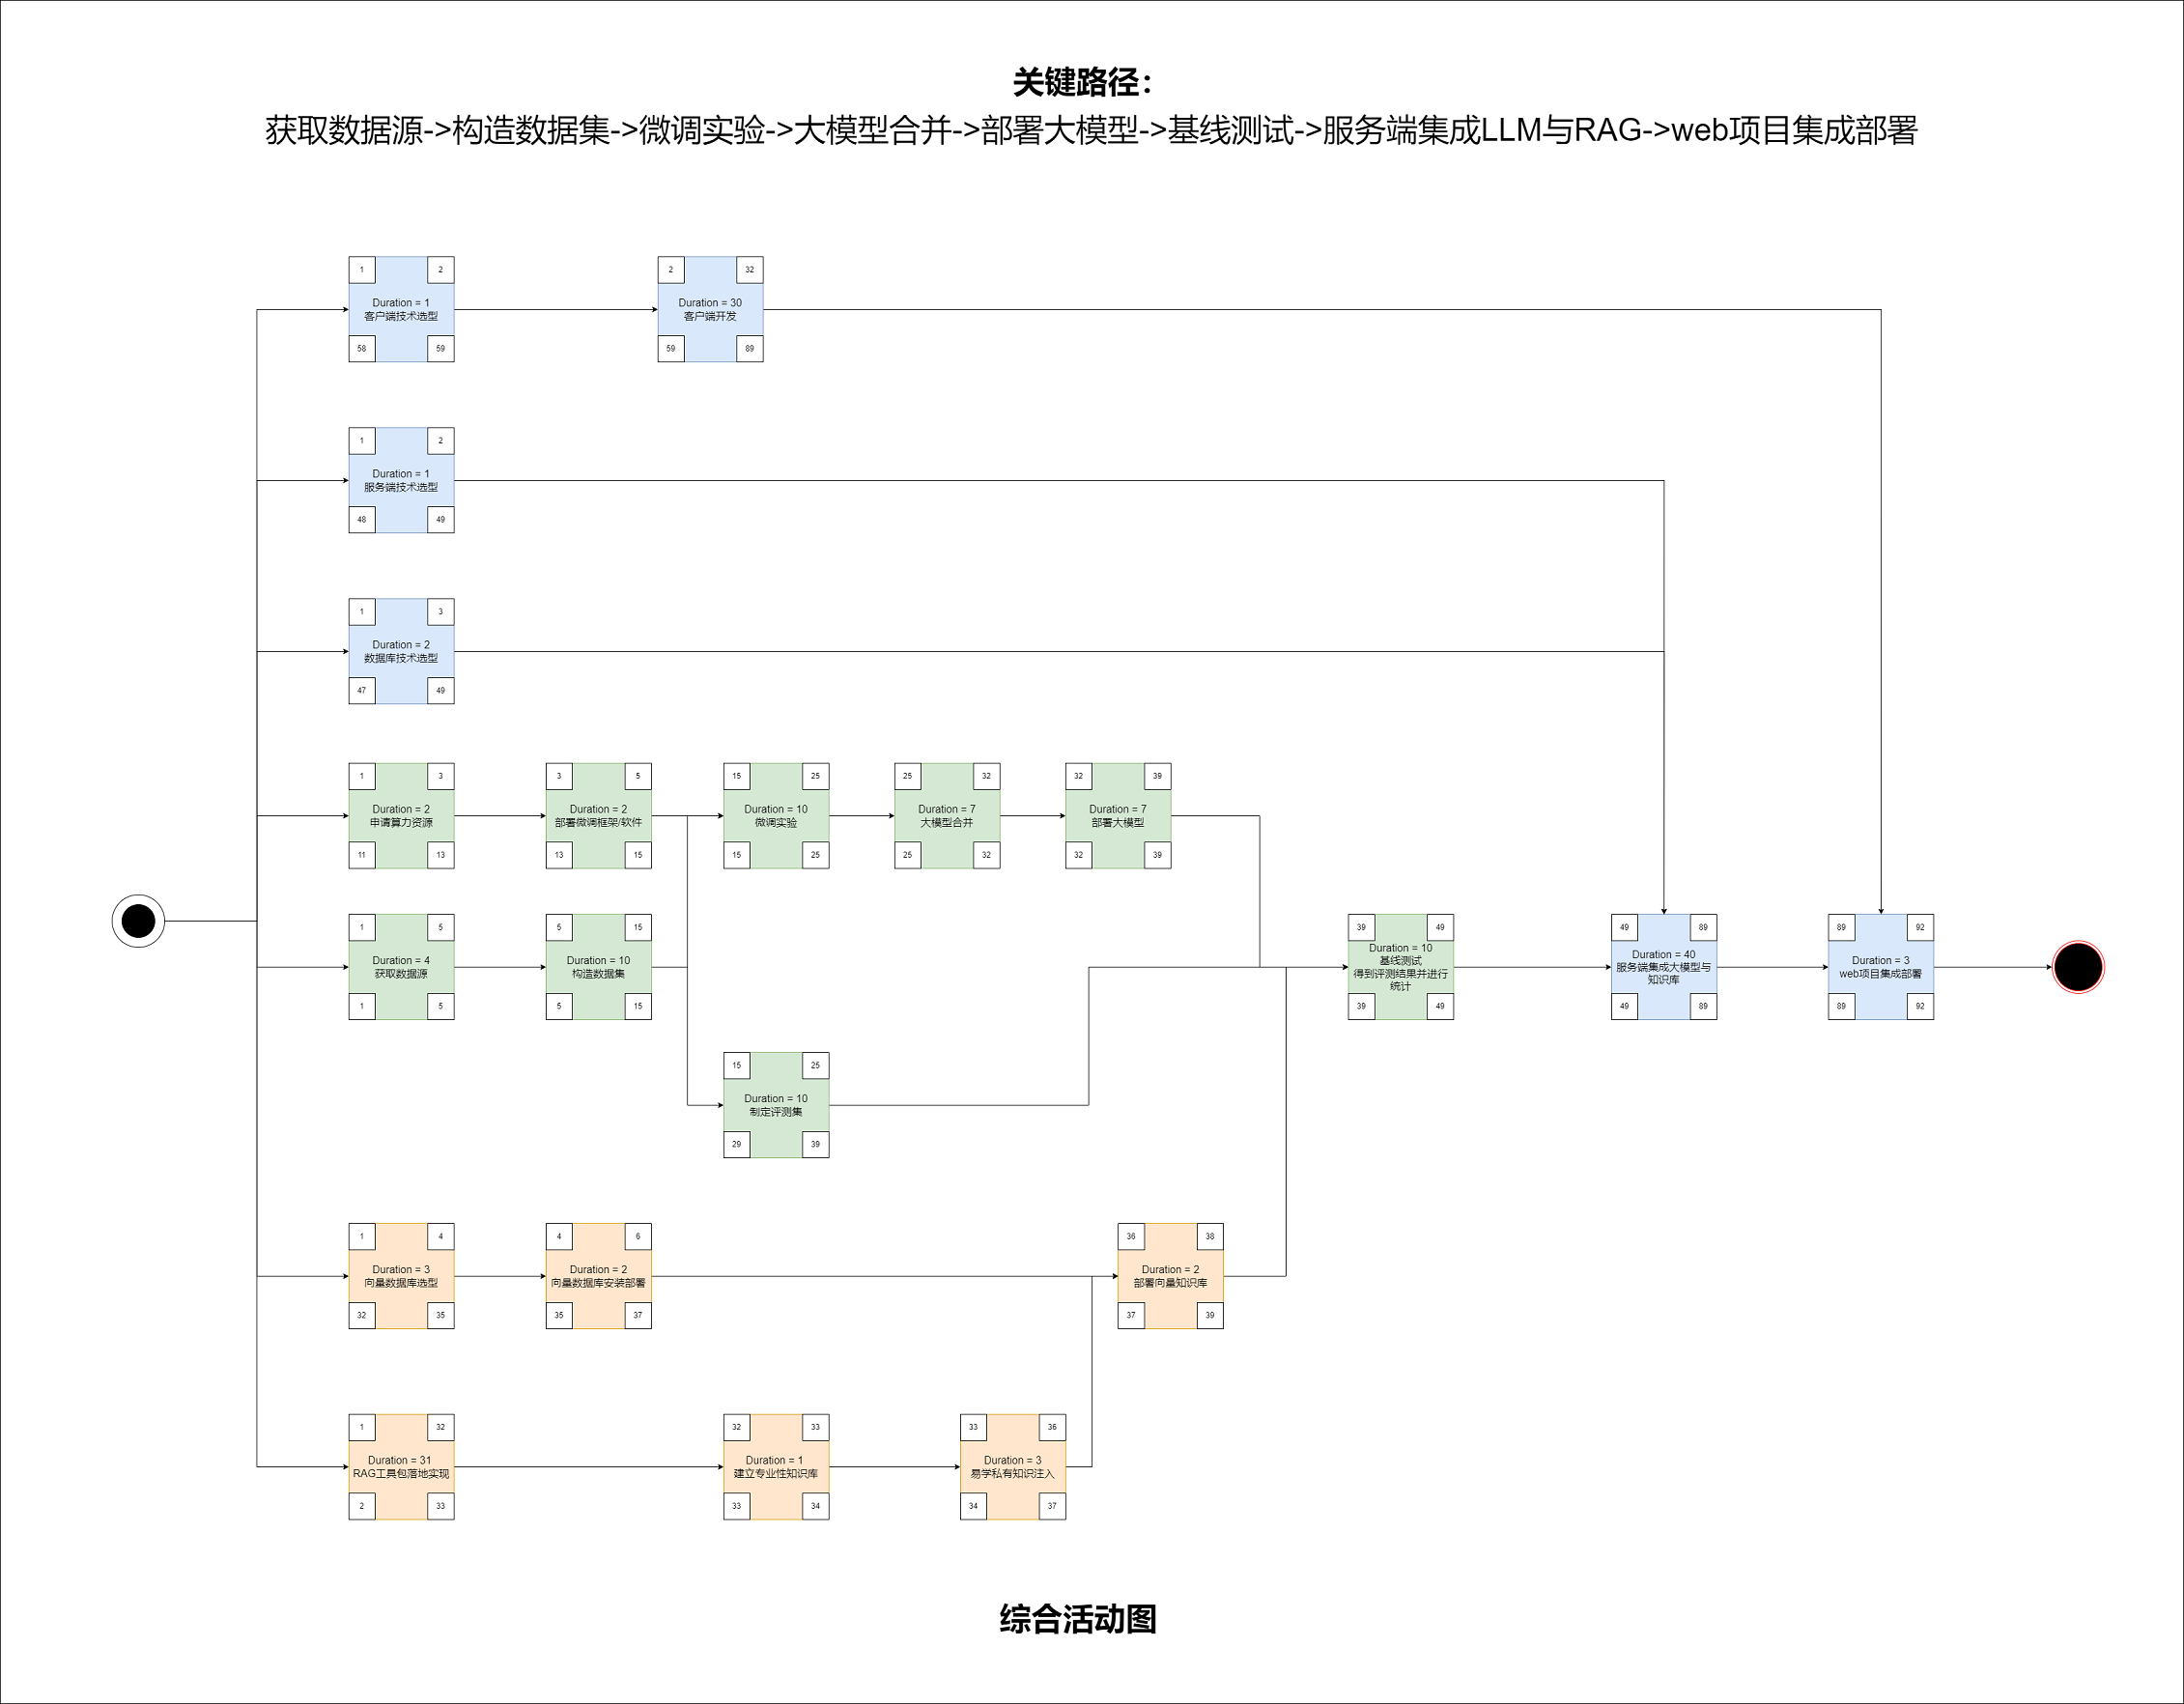 关键路径：
获取数据源->构造数据集->微调实验->大模型合并->部署大模型->基线测试->服务端集成LLM与RAG->web项目集成部署
1
2
Duration = 1
客户端技术选型
58
59
2
32
Duration = 30
客户端开发
59
89
1
2
Duration = 1
服务端技术选型
48
49
1
3
Duration = 2
数据库技术选型
47
49
1
3
Duration = 2
申请算力资源
11
13
3
5
Duration = 2
部署微调框架/软件
13
15
15
25
Duration = 10
微调实验
15
25
25
32
Duration = 7
大模型合并
25
32
32
39
Duration = 7
部署大模型
32
39
1
5
Duration = 4
获取数据源
1
5
5
15
Duration = 10
构造数据集
5
15
39
49
Duration = 10
基线测试
得到评测结果并进行
统计
39
49
49
89
Duration = 40
服务端集成大模型与
知识库
49
89
89
92
Duration = 3
web项目集成部署
89
92
15
25
Duration = 10
制定评测集
29
39
1
4
Duration = 3
向量数据库选型
32
35
4
6
Duration = 2
向量数据库安装部署
35
37
36
38
Duration = 2
部署向量知识库
37
39
1
32
Duration = 31
RAG工具包落地实现
2
33
32
33
Duration = 1
建立专业性知识库
33
34
33
36
Duration = 3
易学私有知识注入
34
37
综合活动图